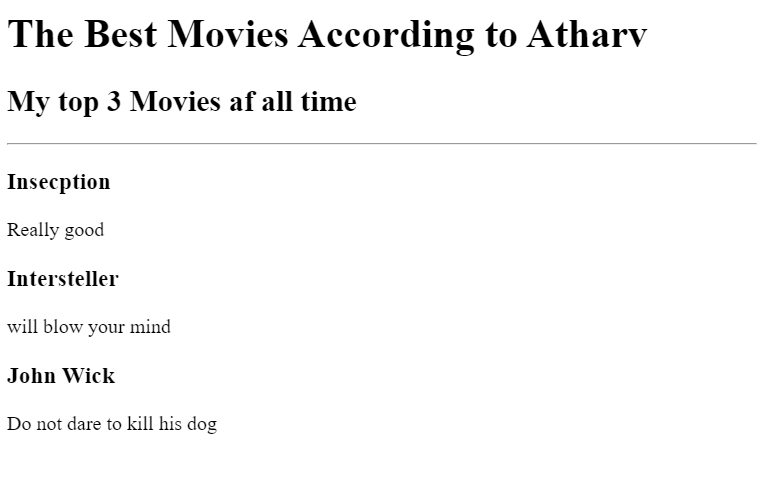 The Best Movies According to Atharv
My top 3 Movies af all time
Insecption
Really good
Intersteller
will blow your mind
John Wick
Do not dare to kill his dog